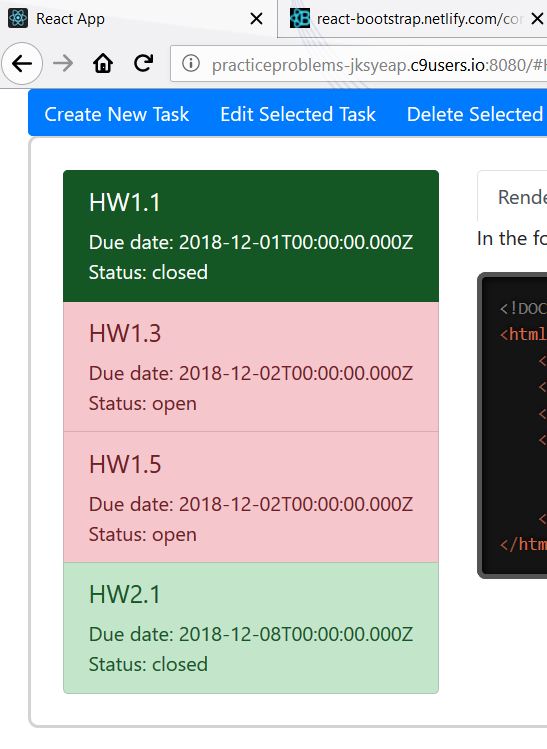 React App
react-bootstrap.netlify.com/co
practiceproblems-jksyeap.c9users.io:8080/#
Create New Task Edit Selected Task Delete Selected
HW1.1
Due date: 2018-12-01T00:00:00.000Z
Status: closed
HW1.3
Due date: 2018-12-02T00:00:00.000Z
Status: open
HW1.5
Due date: 2018-12-02T00:00:00.000Z
Status: open
HW2.1
Due date: 2018-12-08T00:00:00.000Z
Status: closed
Rende
In the fo
<!DOC
<html
<
<
<
<
<
</htm